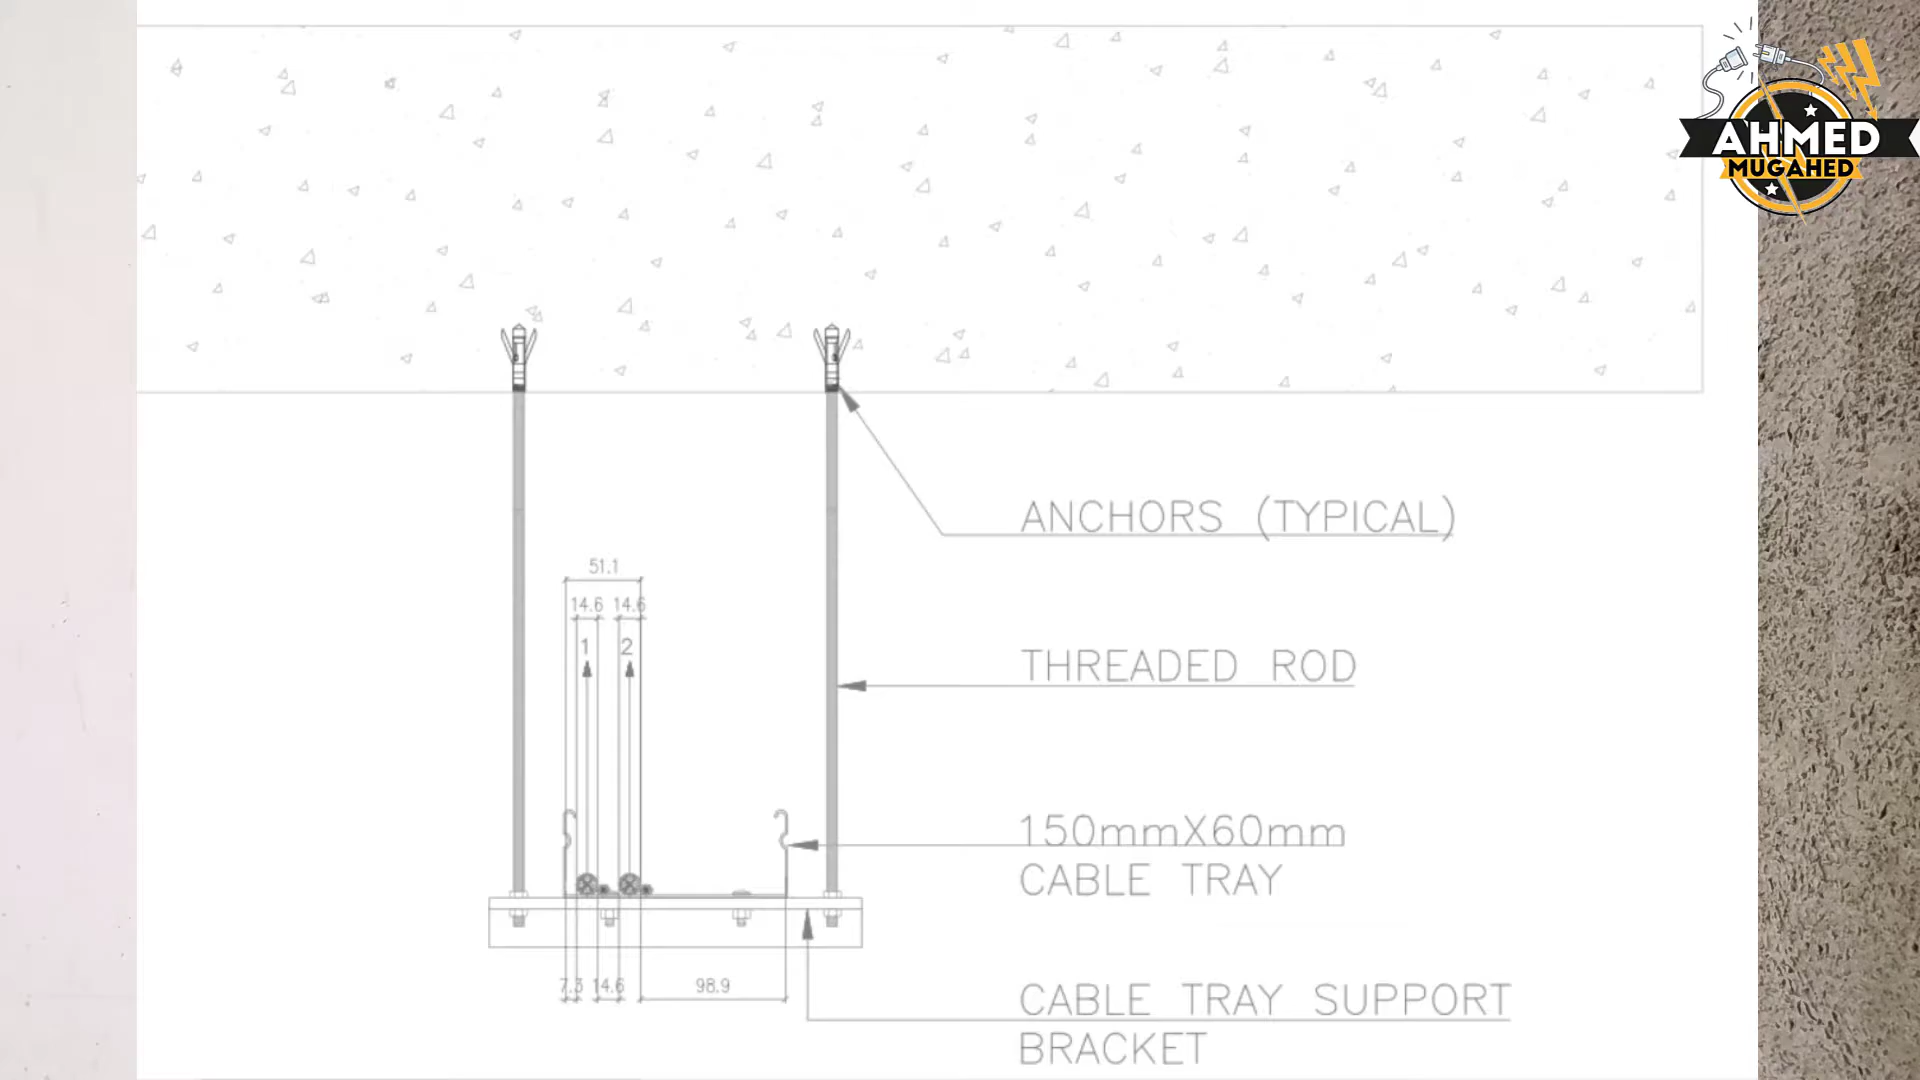 AHMED
MUGAHED
ANCHORS (TYPICAL)
51.1
14.6 14.6
1 2
THREADED ROD
150mmX60mm
CABLE TRAY
7.3 14.6 98.9
CABLE TRAY SUPPORT
BRACKET